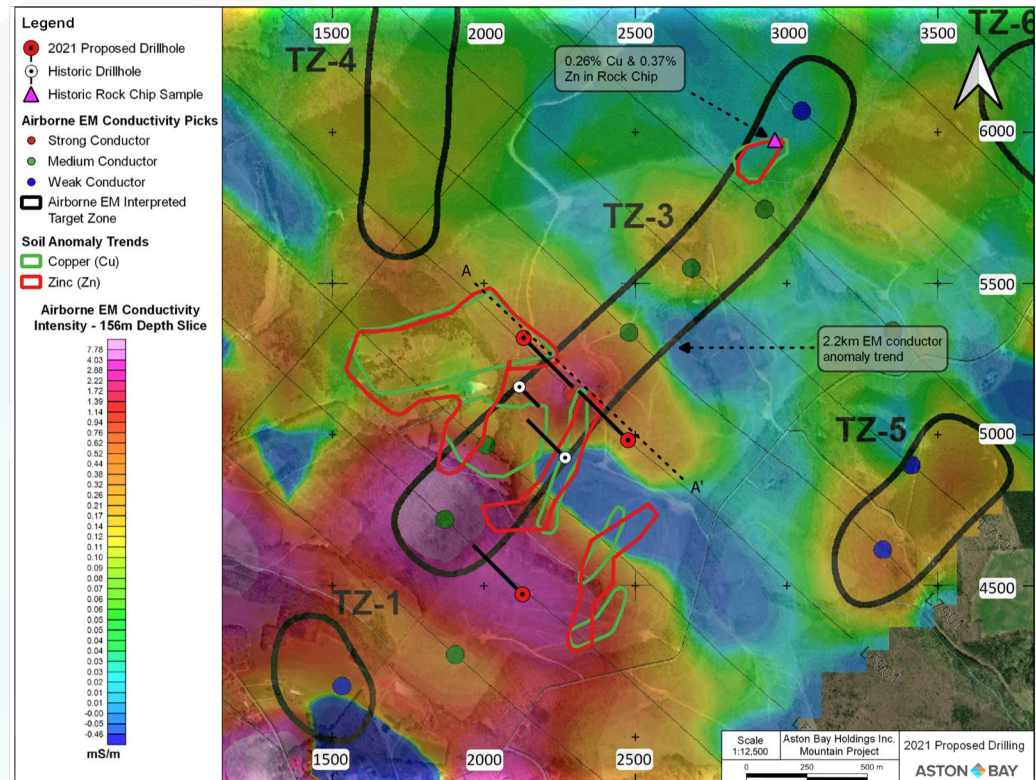 Legend
2021 Proposed Drillhole
Historic Drillhole
Historic Rock Chip Sample
Airborne EM Conductivity Picks
Strong Conductor
Medium Conductor
Weak Conductor
Airborne EM Interpreted
Target Zone
Soil Anomaly Trends
Copper (Cu)
Zinc (Zn)
Airborne EM Conductivity
Intensity - 156m Depth Slice
7.78
4.03
2.88
2.22
1.72
1.39
1.14
0.94
0.76
0.62
0.52
0.44
0.38
0.32
0.26
0.21
0.17
0.14
0.12
0.11
0.10
0.09
0.08
0.07
0.07
0.06
0.05
0.05
0.04
0.04
0.03
0.03
0.02
0.02
0.01
0.01
-0.00
-0.05
-0.46
mS/m
1500
2000
2500
3000
3500
TZ-4
TZ-6
0.26% Cu & 0.37%
Zn in Rock Chip
6000
TZ-3
A
5500
2.2km EM conductor
anomaly trend
TZ-5
5000
A'
4500
TZ-1
1500
2000
2500
Scale
1:12,500
Aston Bay Holdings Inc.
Mountain Project
2021 Proposed Drilling
0
250
500 m
ASTON BAY